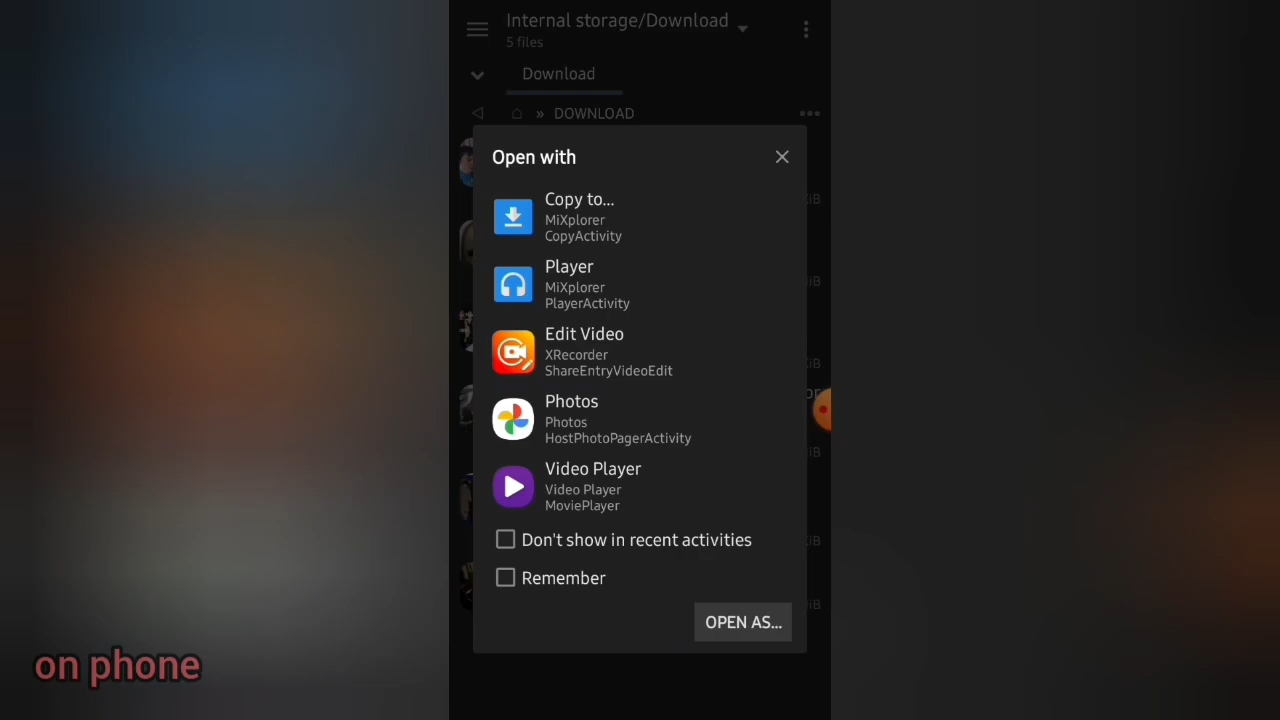 Internal storage/Download
5 files
Download
» DOWNLOAD
Open with
Copy to...
MiXplorer
CopyActivity
Player
MiXplorer
PlayerActivity
Edit Video
XRecorder
ShareEntryVideoEdit
Photos
Photos
HostPhotoPagerActivity
Video Player
Video Player
MoviePlayer
Don't show in recent activities
Remember
OPEN AS...
on phone